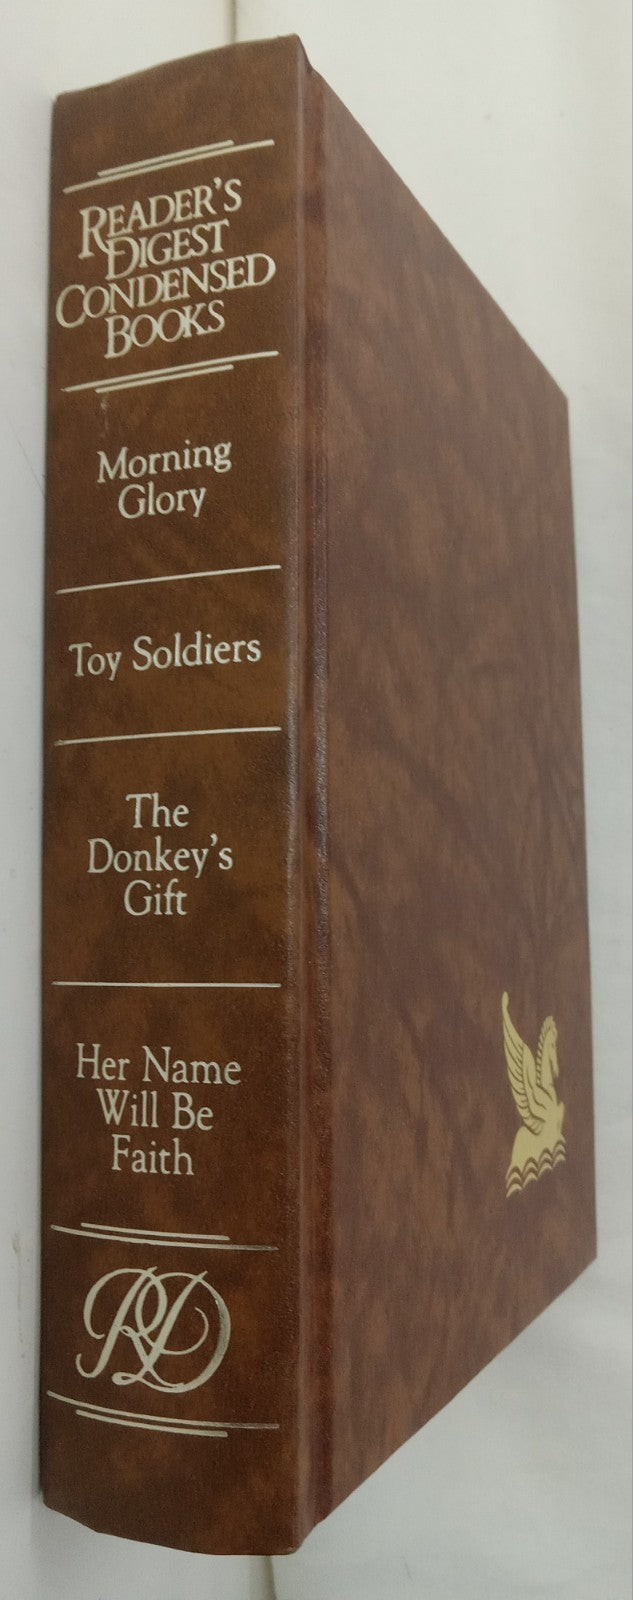 READER'S
DIGEST
CONDENSED
BOOKS
Morning
Glory
Toy Soldiers
The
Donkey's
Gift
Her Name
Will Be
Faith
RD